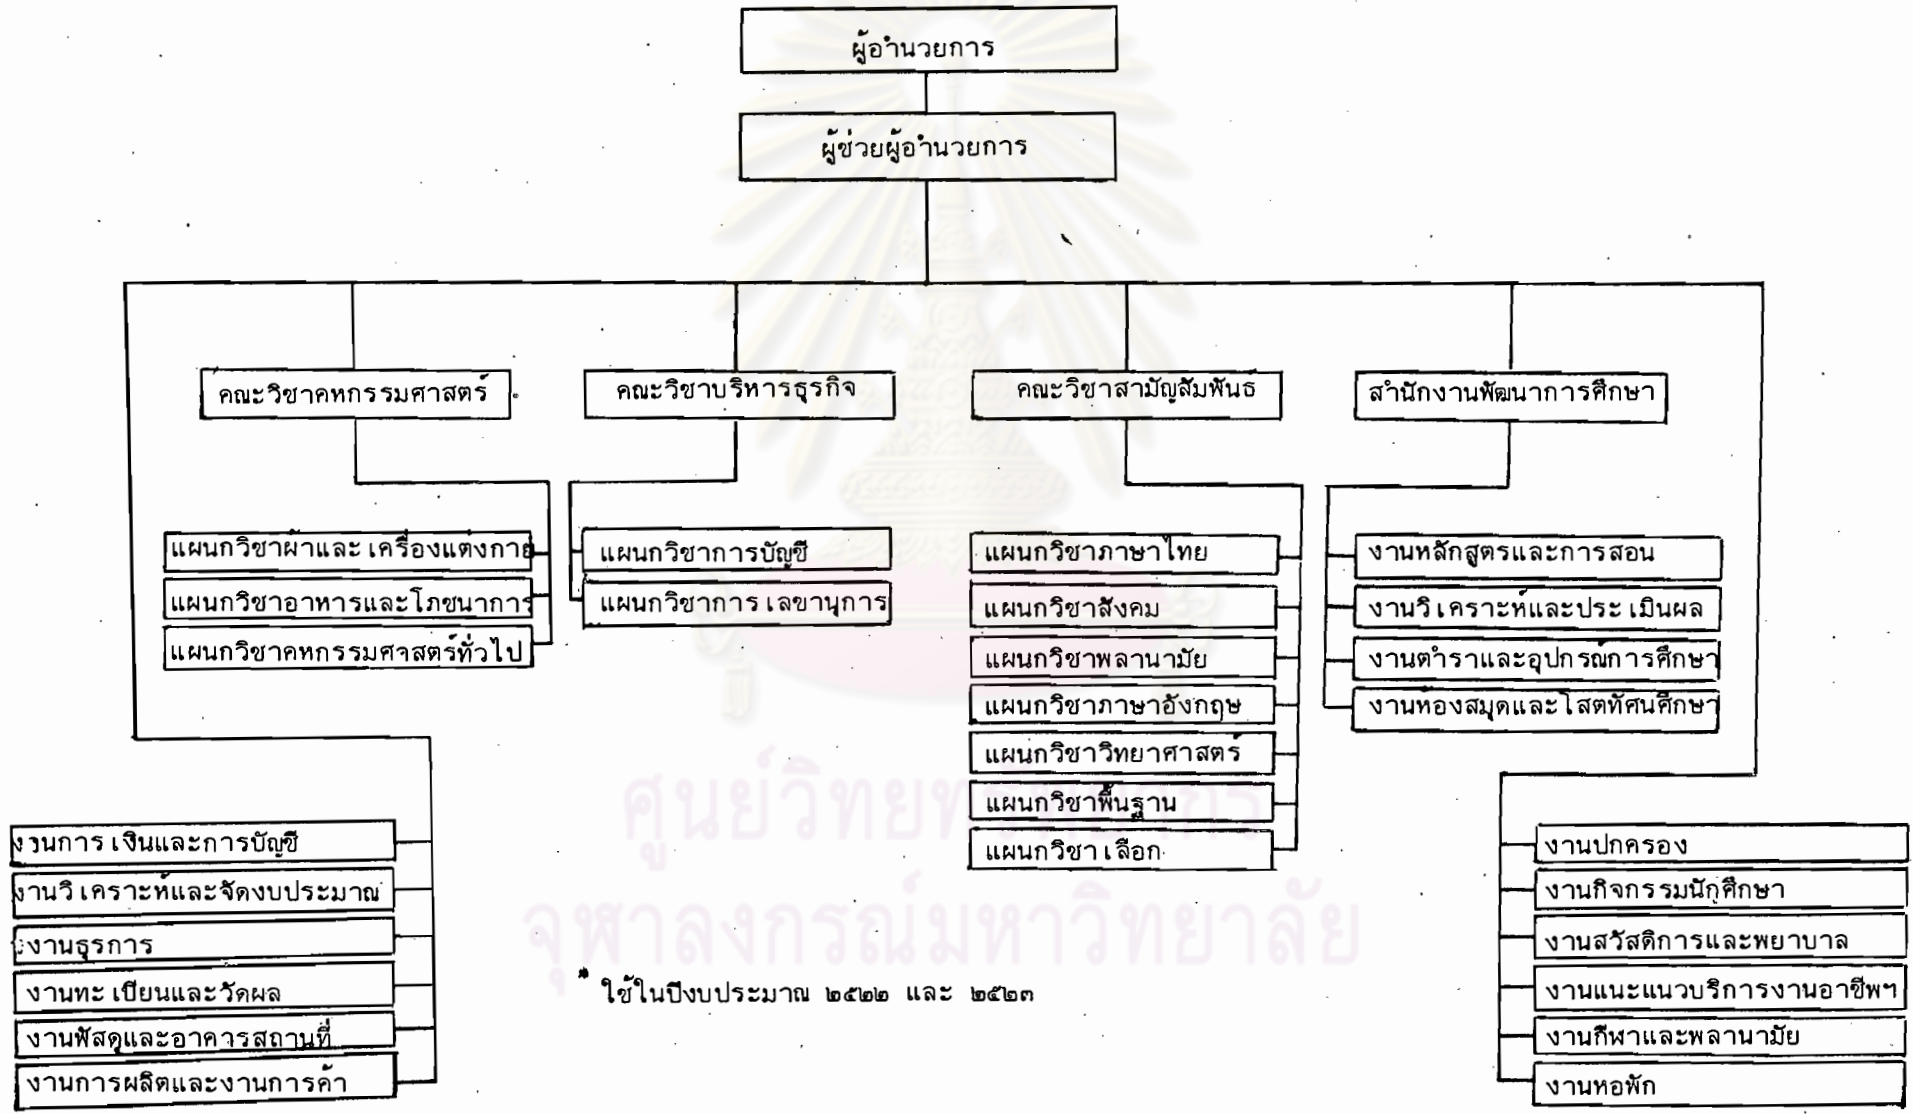 ผู้อำนวยการ
ผู้ช่วยผู้อำนวยการ
คณะวิชาคหกรรมศาสตร์
คณะวิชาบริหารธุรกิจ
คณะวิชาสามัญสัมพันธ์
สำนักงานพัฒนาการศึกษา
แผนกวิชาผ้าและเครื่องแต่งกาย
แผนกวิชาอาหารและโภชนาการ
แผนกวิชาคหกรรมศาสตร์ทั่วไป
แผนกวิชาการบัญชี
แผนกวิชาการเลขานุการ
แผนกวิชาภาษาไทย
แผนกวิชาสังคม
แผนกวิชาพลานามัย
แผนกวิชาภาษาอังกฤษ
แผนกวิชาวิทยาศาสตร์
แผนกวิชาพื้นฐาน
แผนกวิชาเลือก
งานหลักสูตรและการสอน
งานวิเคราะห์และประเมินผล
งานตำราและอุปกรณ์การศึกษา
งานห้องสมุดและโสตทัศนศึกษา
งานการเงินและการบัญชี
งานวิเคราะห์และจัดงบประมาณ
งานธุรการ
งานทะเบียนและวัดผล
งานพัสดุและอาคารสถานที่
งานการผลิตและงานการค้า
งานปกครอง
งานกิจกรรมนักศึกษา
งานสวัสดิการและพยาบาล
งานแนะแนวบริการงานอาชีพฯ
งานกีฬาและพลานามัย
งานหอพัก
* ใช้ในปีงบประมาณ ๒๕๒๒ และ ๒๕๒๓
ศูนย์วิทยทรัพยากร
จุฬาลงกรณ์มหาวิทยาลัย